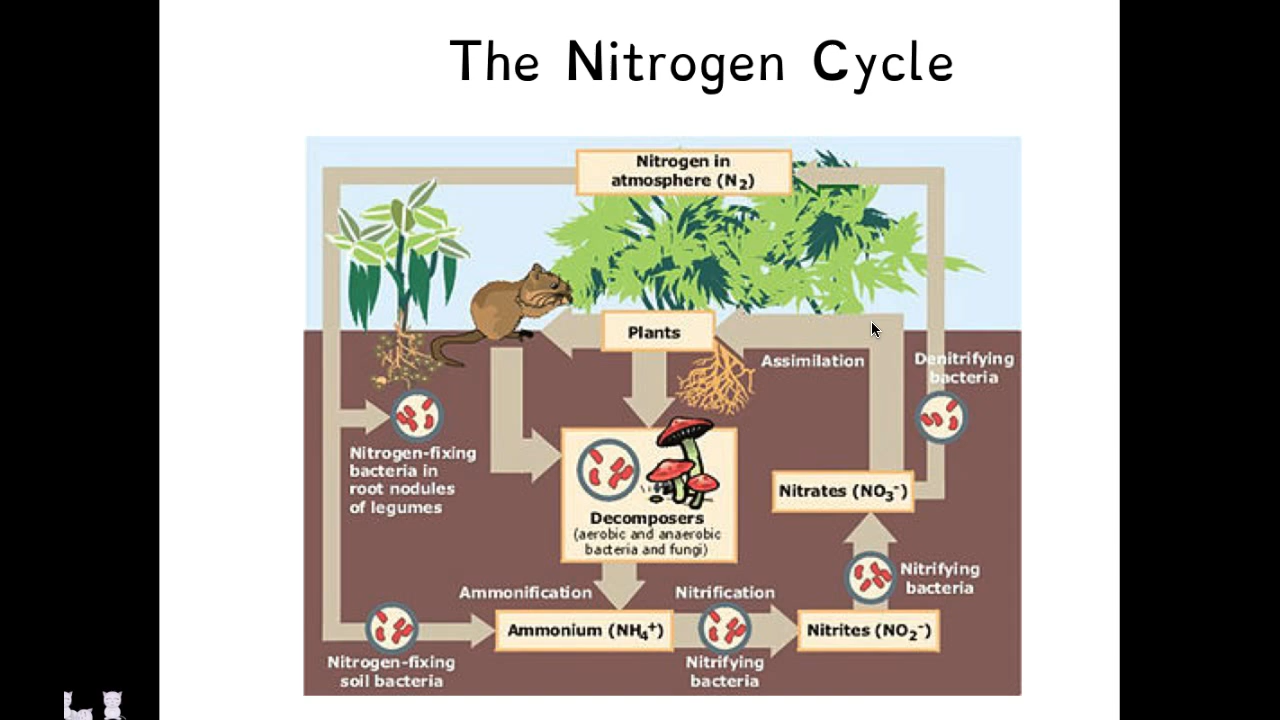 The Nitrogen Cycle
Nitrogen in
atmosphere (N₂)
Plants
Assimilation
Denitrifying
bacteria
Nitrogen-fixing
bacteria in
root nodules
of legumes
Decomposers
(aerobic and anaerobic
bacteria and fungi)
Nitrates (NO₃⁻)
Nitrifying
bacteria
Ammonification
Nitrification
Ammonium (NH₄⁺)
Nitrites (NO₂⁻)
Nitrogen-fixing
soil bacteria
Nitrifying
bacteria